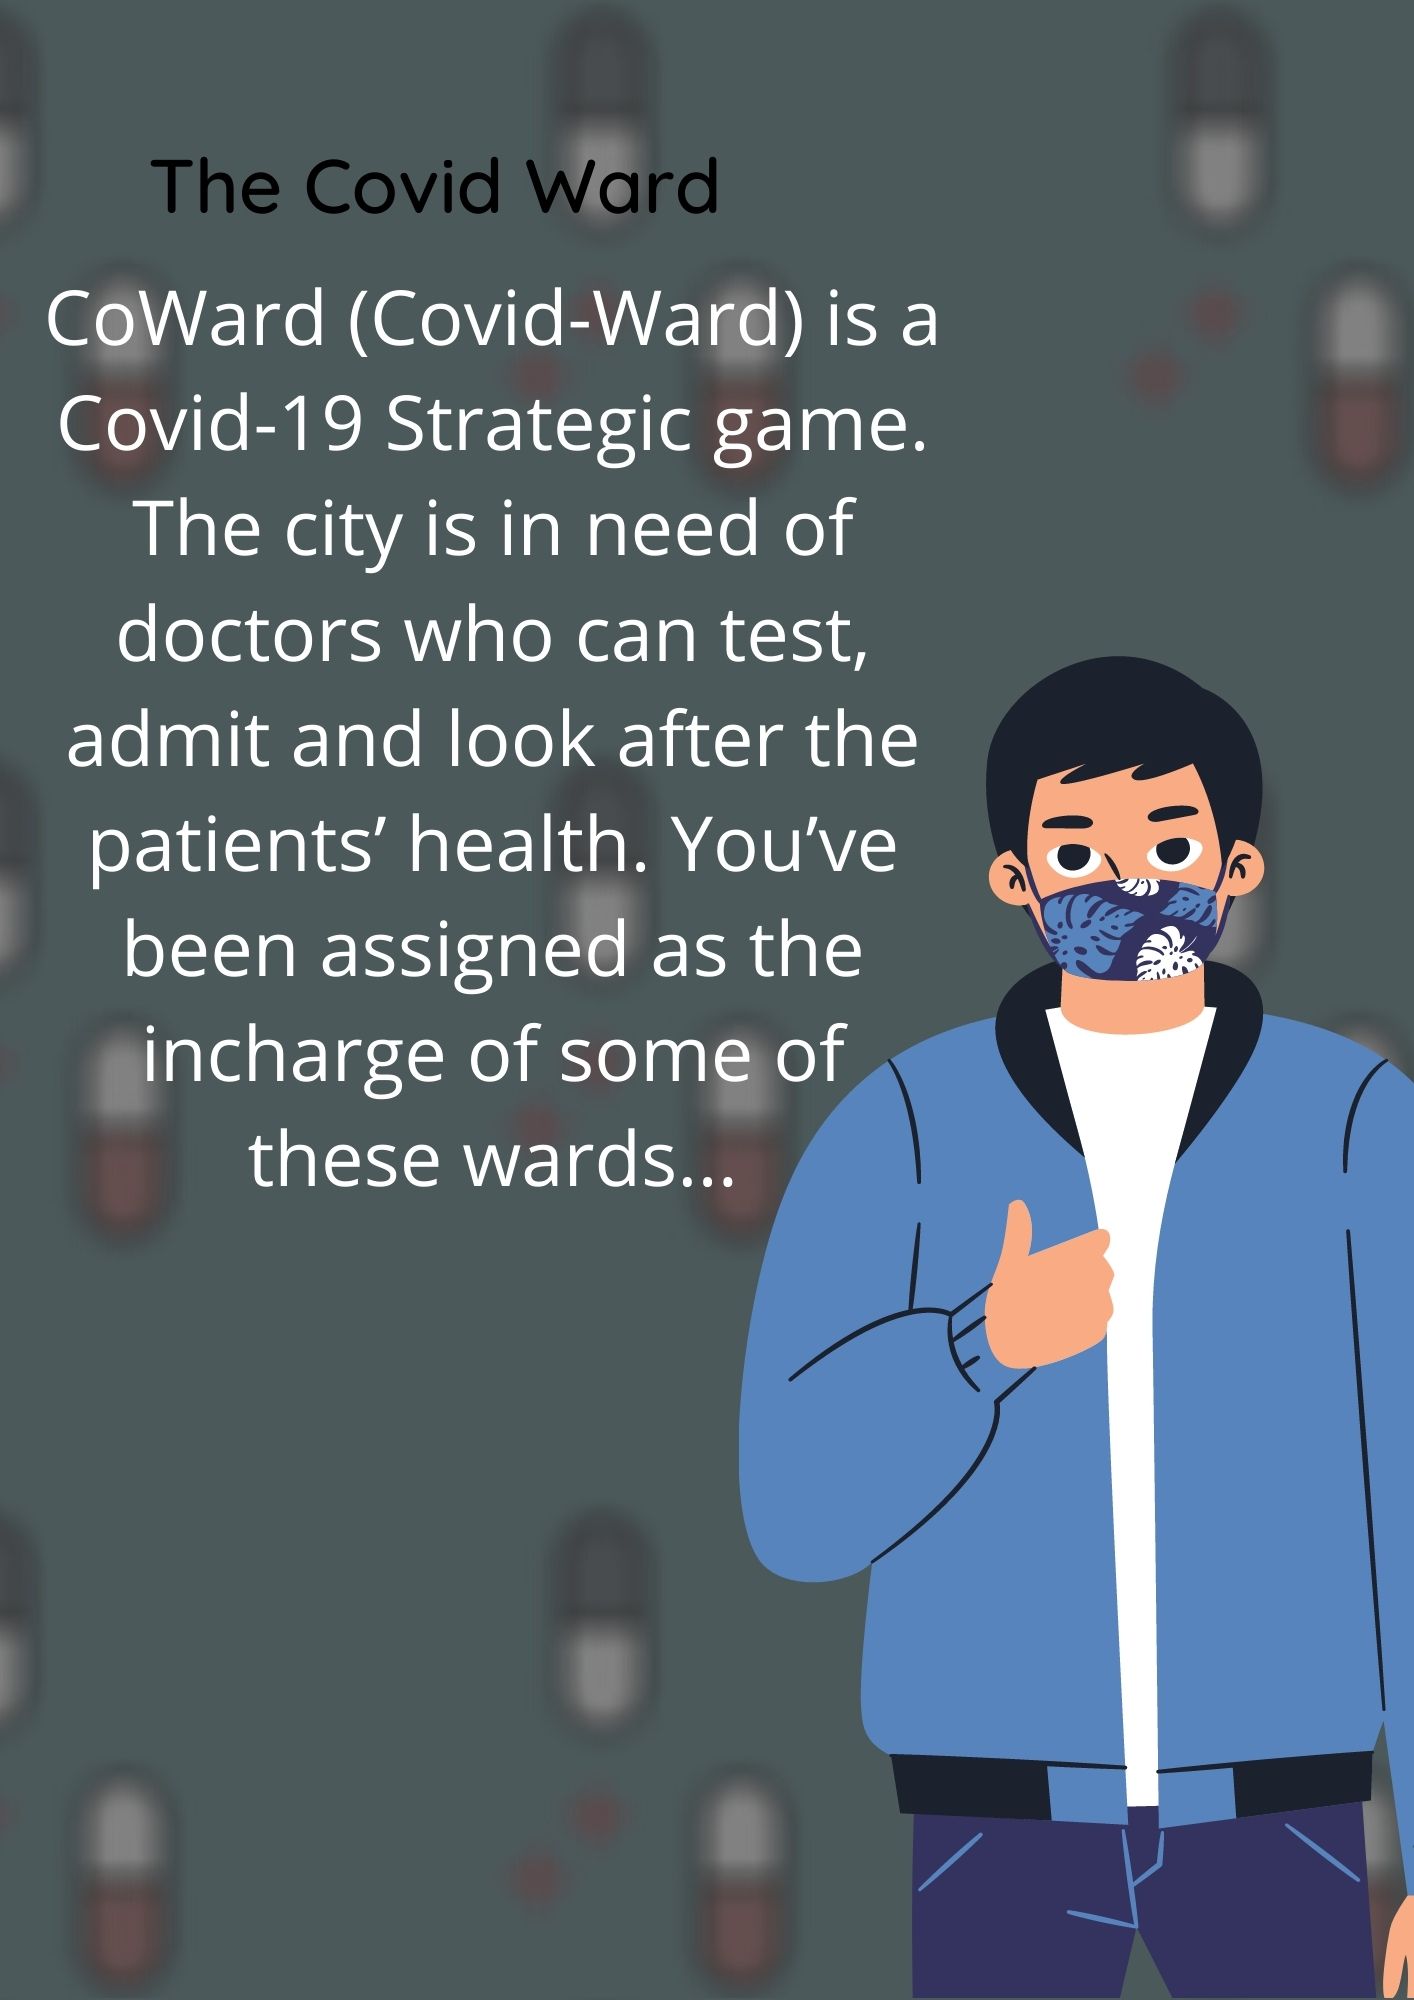 The Covid Ward
CoWard (Covid-Ward) is a
Covid-19 Strategic game.
The city is in need of
doctors who can test,
admit and look after the
patients’ health. You’ve
been assigned as the
incharge of some of
these wards...